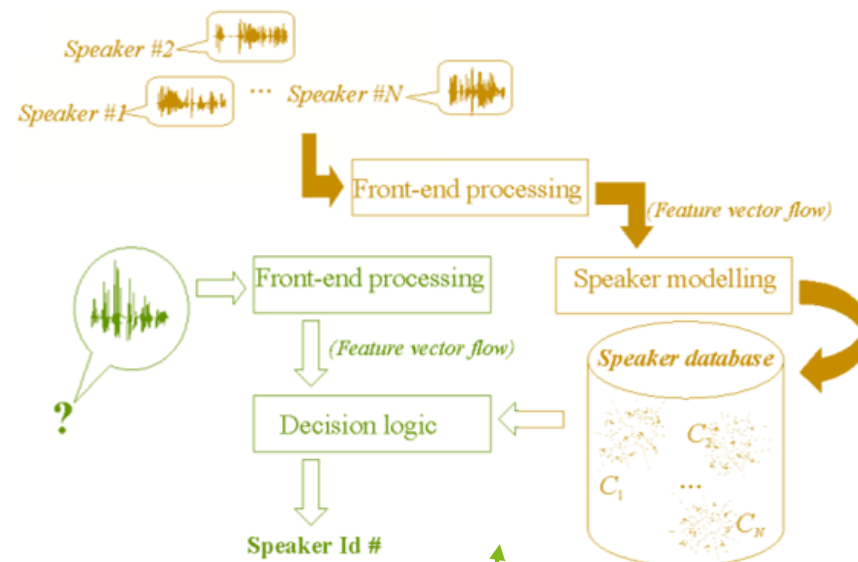 Speaker #2
Speaker #1
... Speaker #N
Front-end processing
(Feature vector flow)
Front-end processing
Speaker modelling
(Feature vector flow)
Speaker database
?
Decision logic
C2
C1
...
CN
Speaker Id #